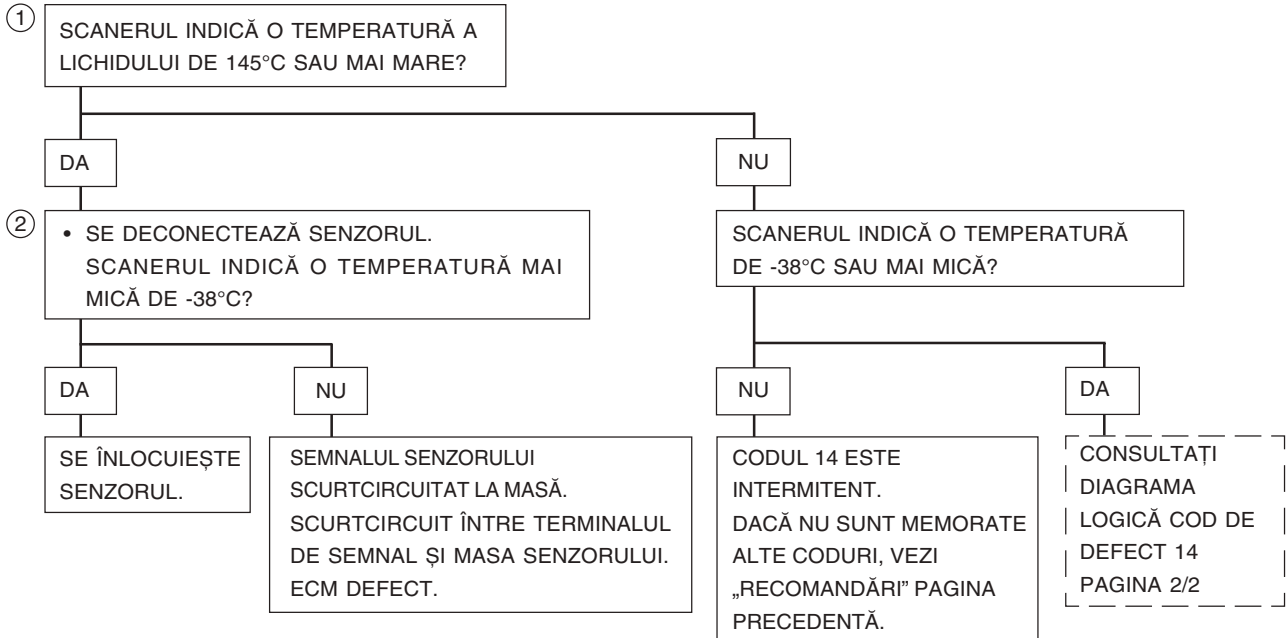 1
SCANERUL INDICĂ O TEMPERATURĂ A
LICHIDULUI DE 145°C SAU MAI MARE?
DA
NU
2
• SE DECONECTEAZĂ SENZORUL.
SCANERUL INDICĂ O TEMPERATURĂ MAI
MICĂ DE -38°C?
SCANERUL INDICĂ O TEMPERATURĂ
DE -38°C SAU MAI MICĂ?
DA
NU
NU
DA
SE ÎNLOCUIEȘTE
SENZORUL.
SEMNALUL SENZORULUI
SCURTCIRCUITAT LA MASĂ.
SCURTCIRCUIT ÎNTRE TERMINALUL
DE SEMNAL ȘI MASA SENZORULUI.
ECM DEFECT.
CODUL 14 ESTE
INTERMITENT.
DACĂ NU SUNT MEMORATE
ALTE CODURI, VEZI
„RECOMANDĂRI” PAGINA
PRECEDENTĂ.
CONSULTAȚI
DIAGRAMA
LOGICĂ COD DE
DEFECT 14
PAGINA 2/2